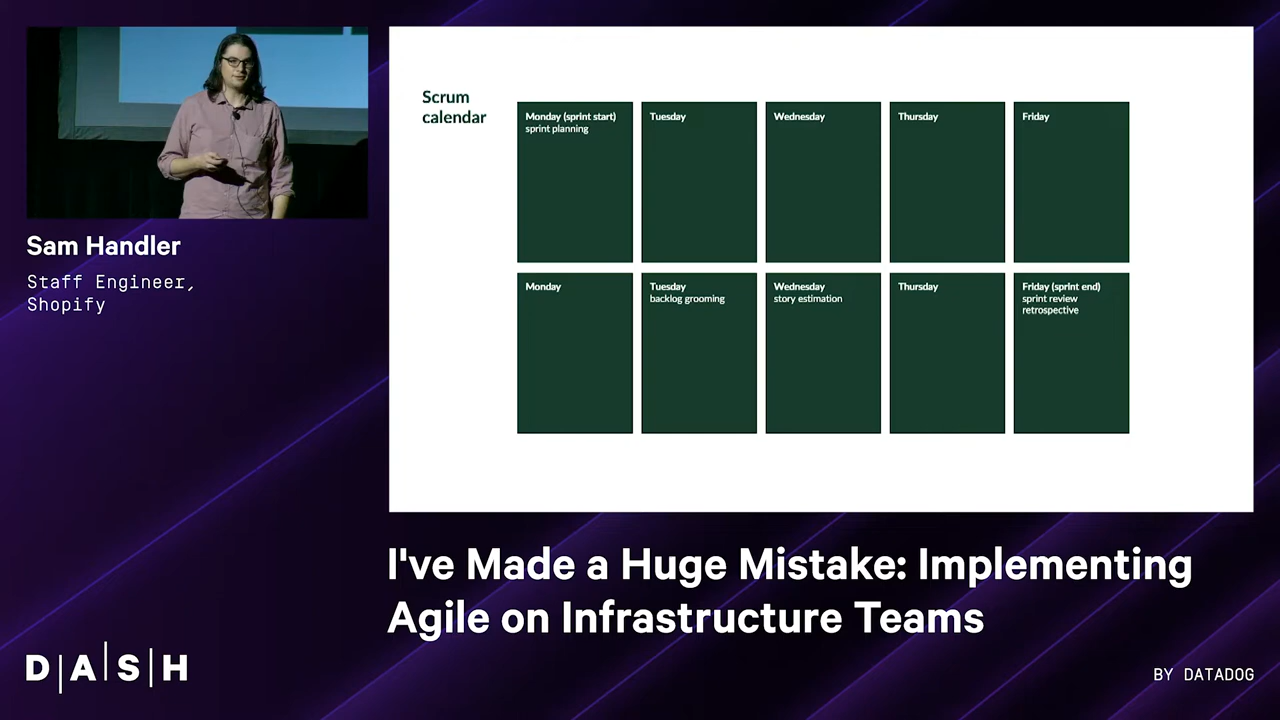 Sam Handler
Staff Engineer,
Shopify
Scrum
calendar
Monday (sprint start)
sprint planning
Tuesday
Wednesday
Thursday
Friday
Monday
Tuesday
backlog grooming
Wednesday
story estimation
Thursday
Friday (sprint end)
sprint review
retrospective
I've Made a Huge Mistake: Implementing
Agile on Infrastructure Teams
D|A|S|H
BY DATADOG